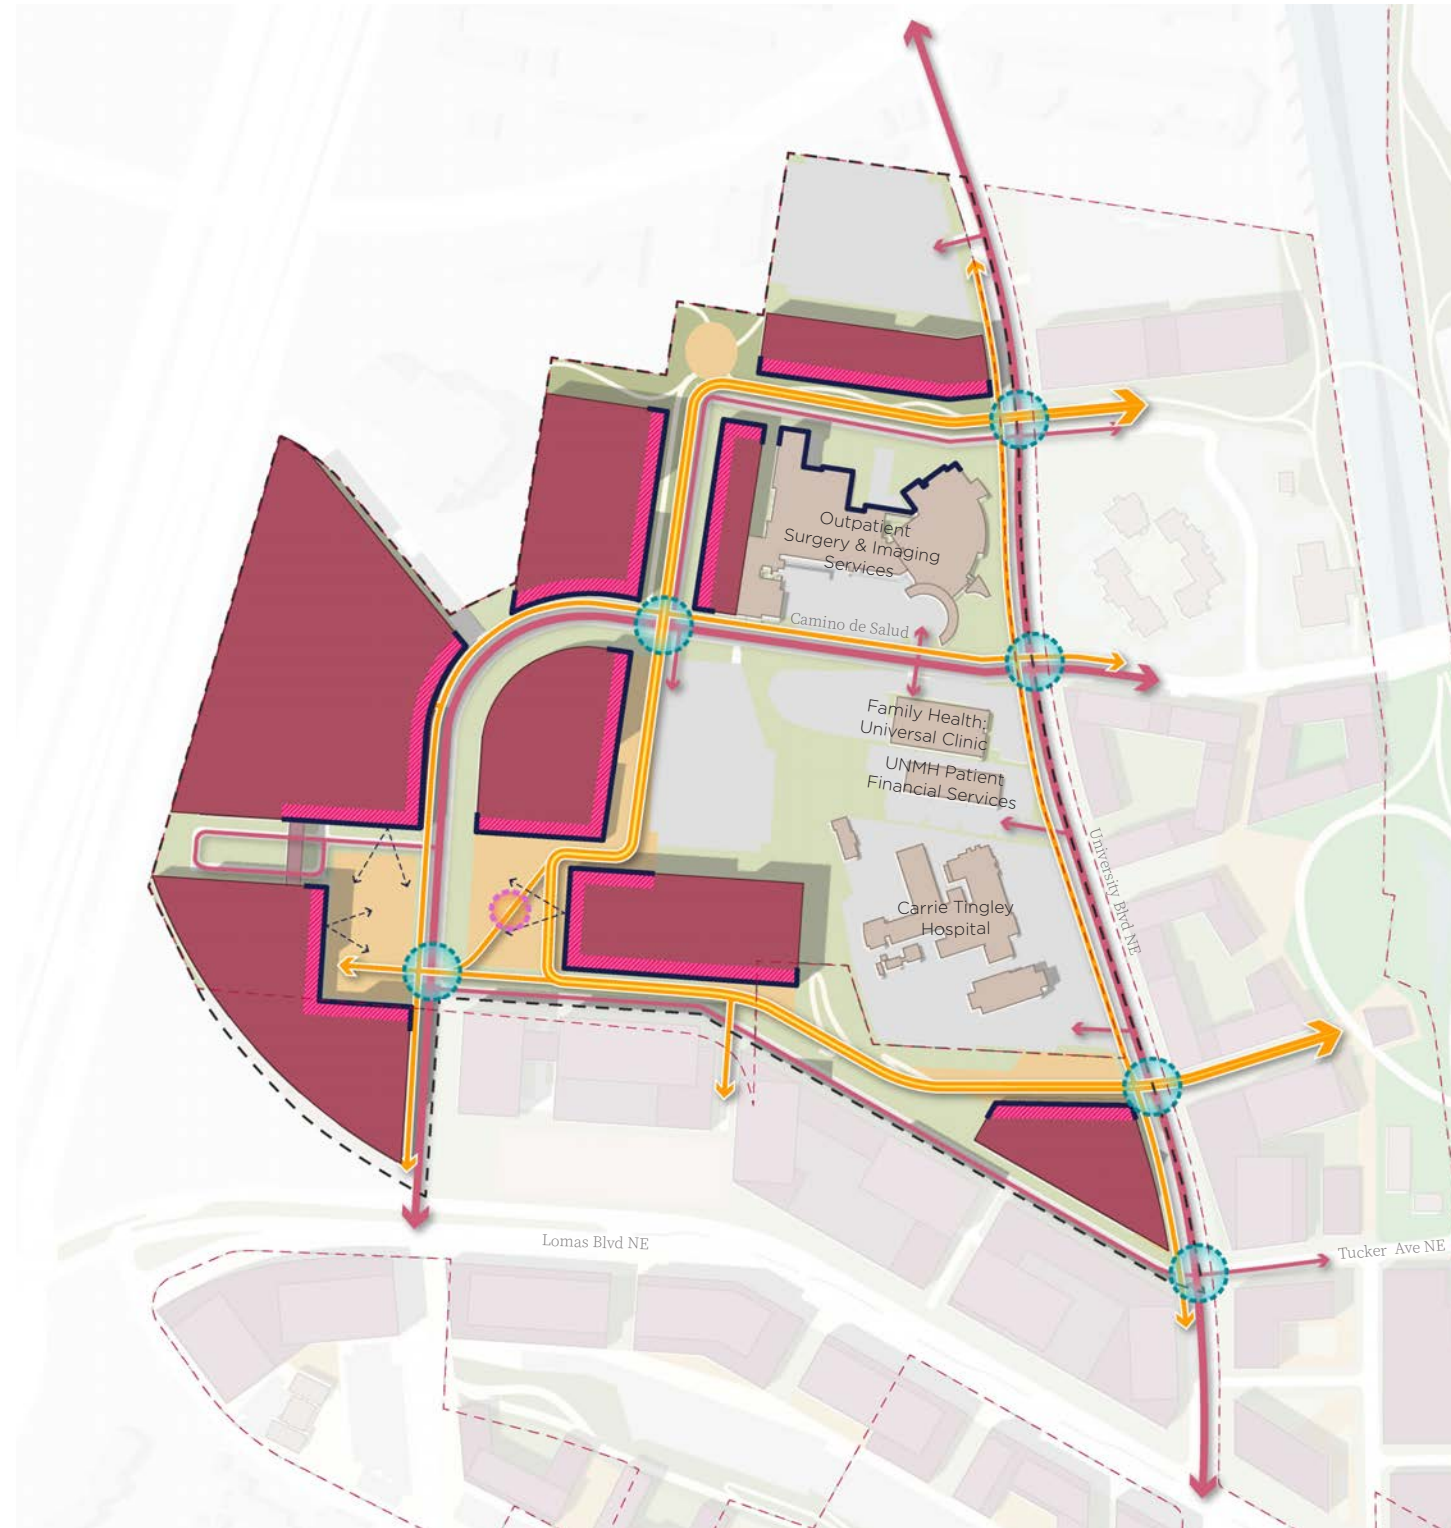 Outpatient
Surgery & Imaging
Services
Camino de Salud
Family Health:
Universal Clinic
UNMH Patient
Financial Services
University Blvd NE
Carrie Tingley
Hospital
Lomas Blvd NE
Tucker Ave NE